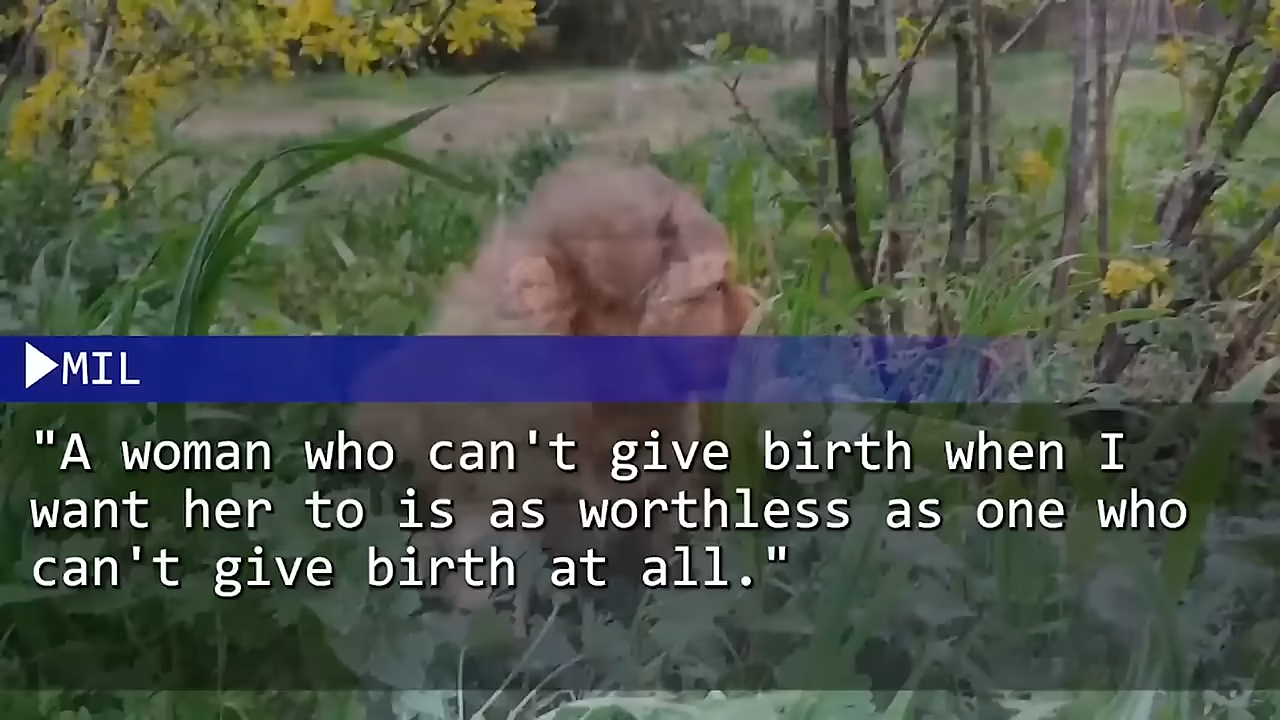 ▶MIL
"A woman who can't give birth when I
want her to is as worthless as one who
can't give birth at all."